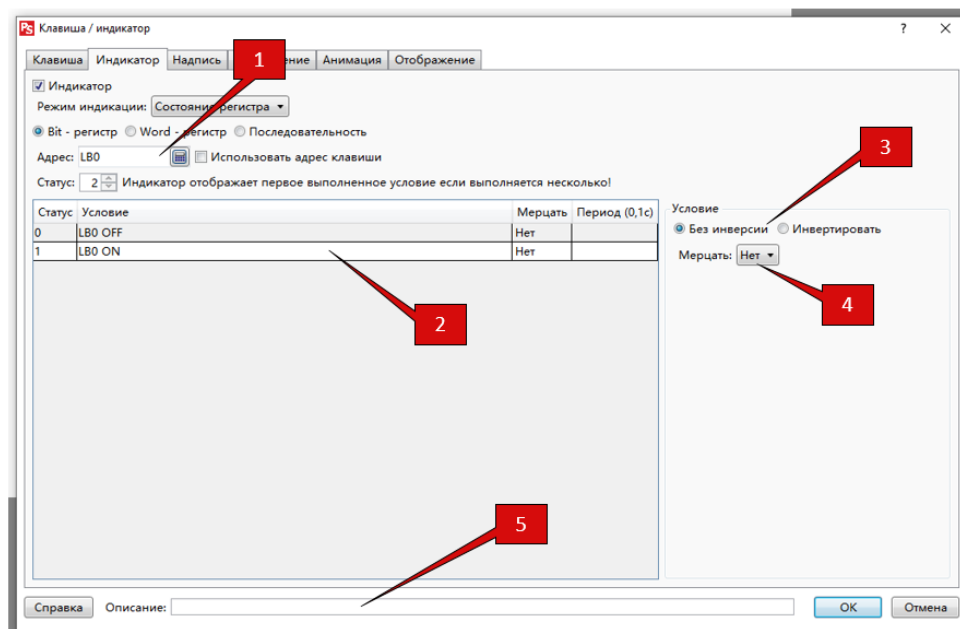 PS Клавиша / индикатор ? ×
Клавиша Индикатор Надпись ение Анимация Отображение
1
Индикатор
Режим индикации: Состояние регистра
Bit - регистр Word - регистр Последовательность
3
Адрес: LB0 Использовать адрес клавиши
Статус: 2 Индикатор отображает первое выполненное условие если выполняется несколько!
Статус Условие Мерцать Период (0,1с)
0 LB0 OFF Нет
1 LB0 ON Нет
Условие
Без инверсии Инвертировать
Мерцать: Нет
4
2
5
Справка Описание: OK Отмена